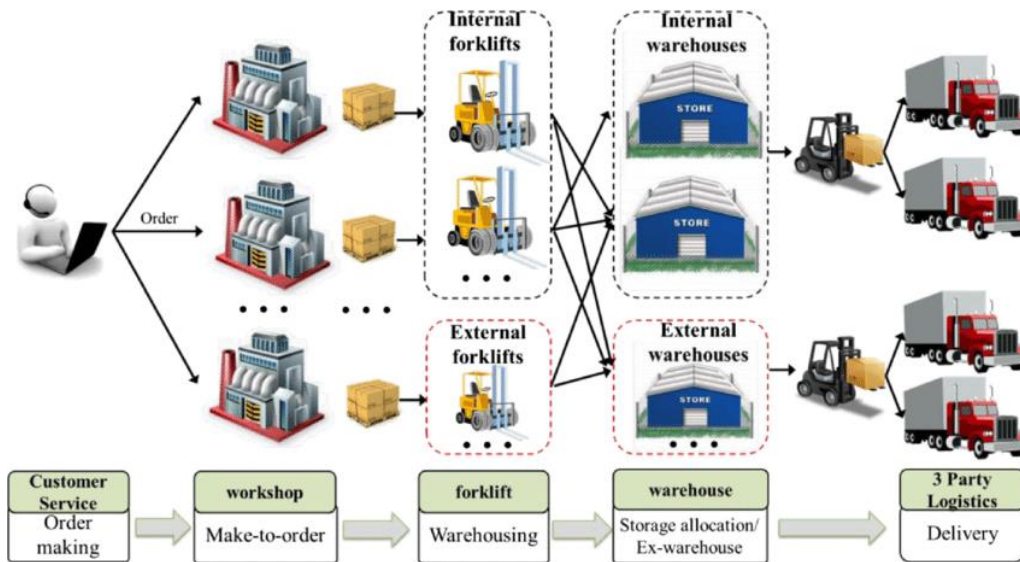 Internal
forklifts
Internal
warehouses
STORE
Order
STORE
External
forklifts
External
warehouses
STORE
Customer
Service
Order
making
workshop
Make-to-order
forklift
Warehousing
warehouse
Storage allocation/
Ex-warehouse
3 Party
Logistics
Delivery